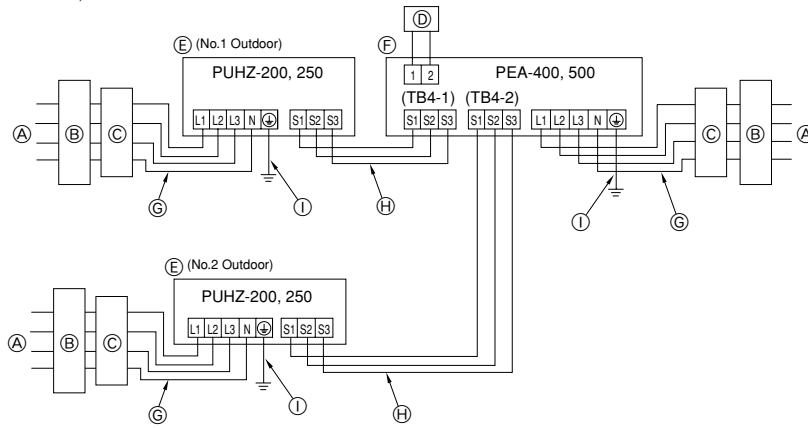 Ⓓ
Ⓔ (No.1 Outdoor)
Ⓕ
PUHZ-200, 250
1 2
PEA-400, 500
(TB4-1) (TB4-2)
L1 L2 L3 N S1 S2 S3
S1 S2 S3 S1 S2 S3 L1 L2 L3 N
Ⓐ Ⓑ Ⓒ
Ⓒ Ⓑ Ⓐ
Ⓖ Ⓘ Ⓗ Ⓘ Ⓖ
Ⓔ (No.2 Outdoor)
PUHZ-200, 250
L1 L2 L3 N S1 S2 S3
Ⓐ Ⓑ Ⓒ
Ⓖ Ⓘ Ⓗ